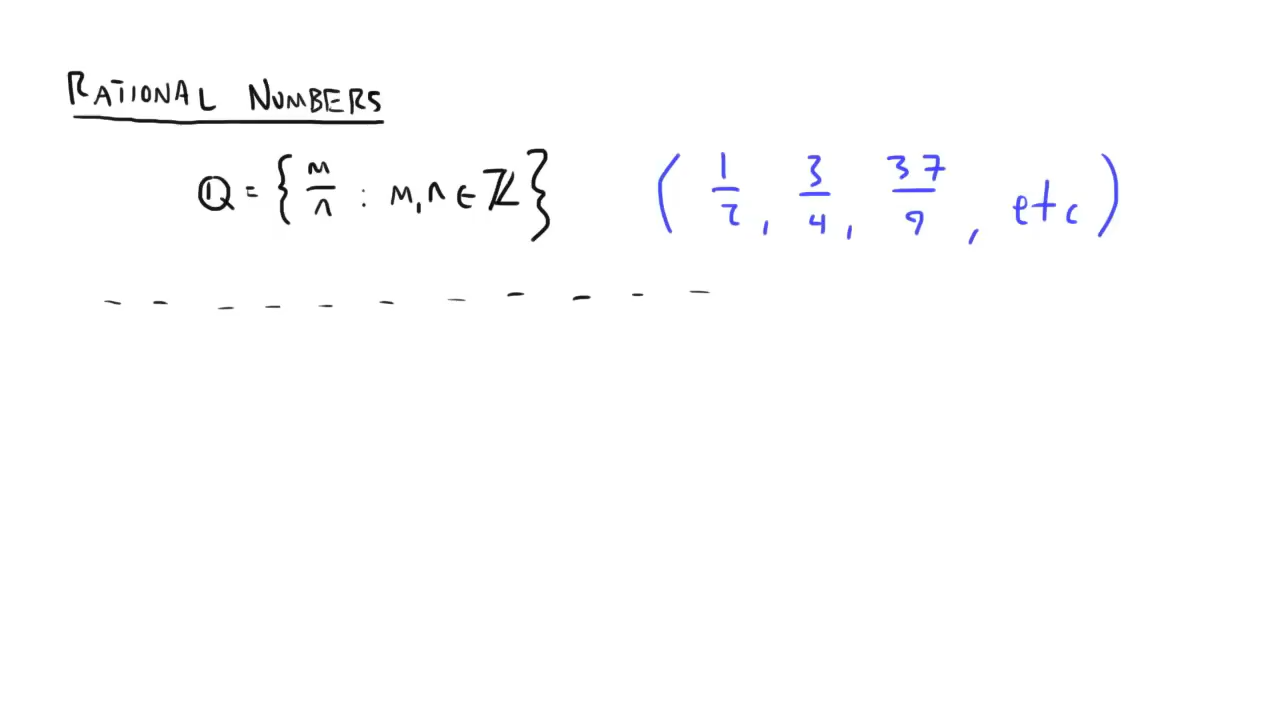 RATIONAL NUMBERS
ℚ = { m/n : m, n ∈ ℤ } ( 1/2, 3/4, 37/9, etc )
- - - - - - - - - - -